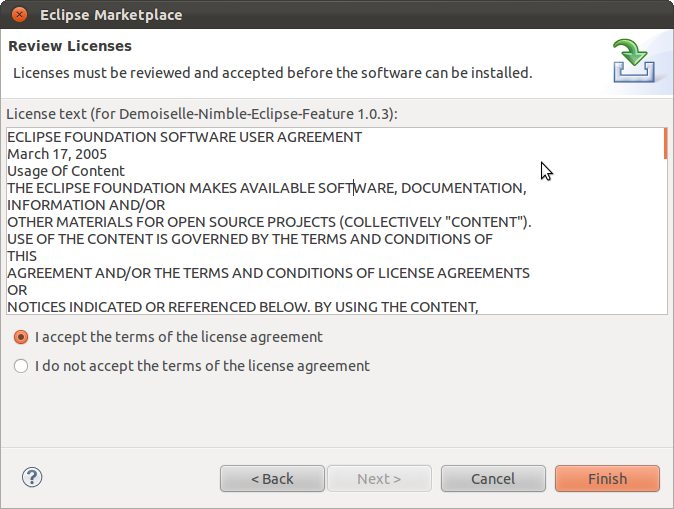 Eclipse Marketplace
Review Licenses
Licenses must be reviewed and accepted before the software can be installed.
License text (for Demoiselle-Nimble-Eclipse-Feature 1.0.3):
ECLIPSE FOUNDATION SOFTWARE USER AGREEMENT
March 17, 2005
Usage Of Content
THE ECLIPSE FOUNDATION MAKES AVAILABLE SOFTWARE, DOCUMENTATION,
INFORMATION AND/OR
OTHER MATERIALS FOR OPEN SOURCE PROJECTS (COLLECTIVELY "CONTENT").
USE OF THE CONTENT IS GOVERNED BY THE TERMS AND CONDITIONS OF
THIS
AGREEMENT AND/OR THE TERMS AND CONDITIONS OF LICENSE AGREEMENTS
OR
NOTICES INDICATED OR REFERENCED BELOW. BY USING THE CONTENT,
I accept the terms of the license agreement
I do not accept the terms of the license agreement
?
< Back
Next >
Cancel
Finish